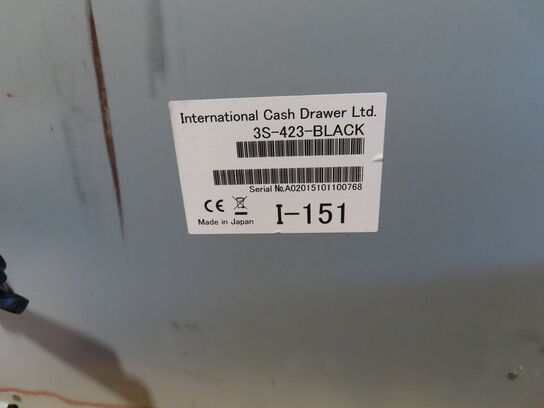 International Cash Drawer Ltd.
3S-423-BLACK
Serial No.A02015101100768
CE
Made in Japan
I-151